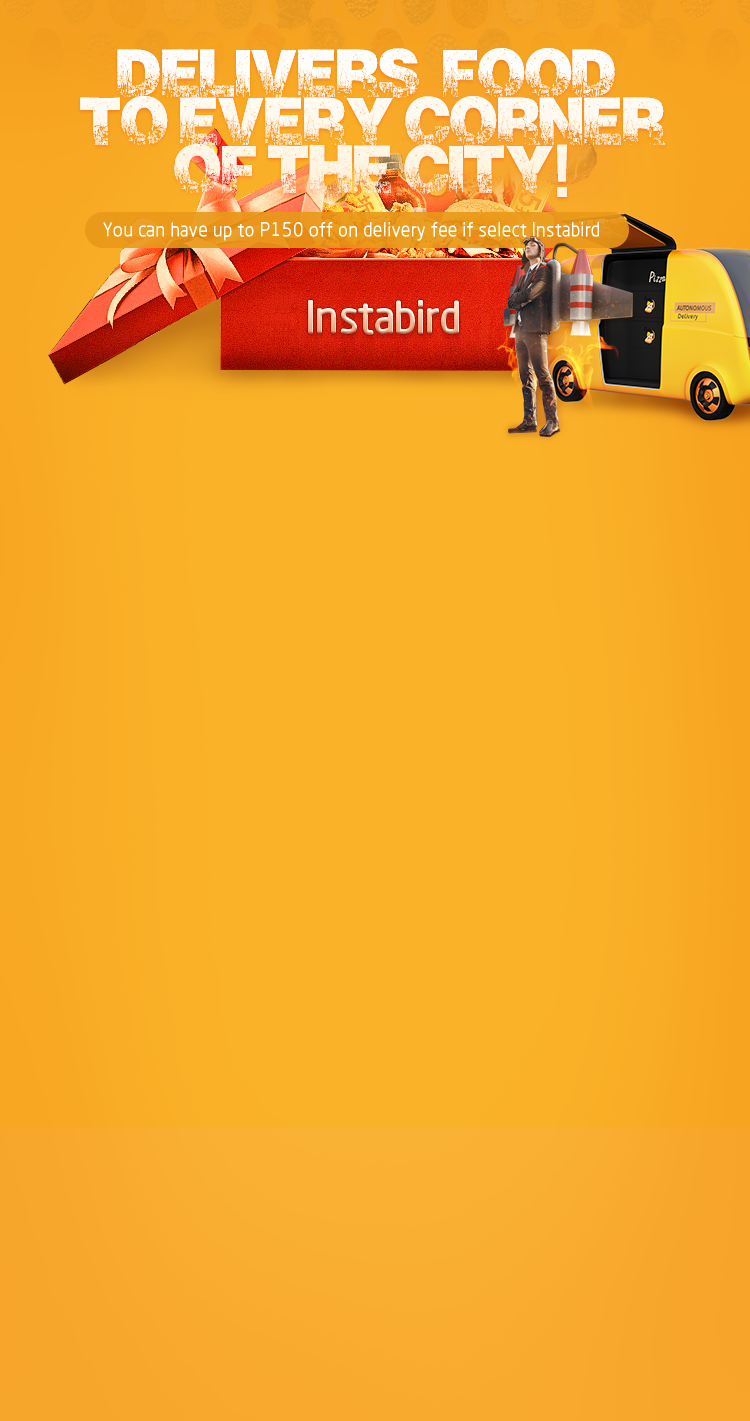 DELIVERS FOOD
TO EVERY CORNER
OF THE CITY!
You can have up to P150 off on delivery fee if select Instabird
Instabird
Pizza
AUTONOMOUS
Delivery